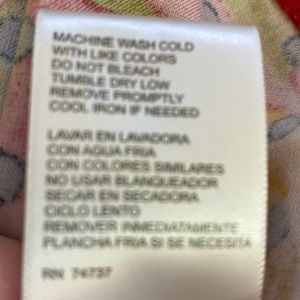 MACHINE WASH COLD
WITH LIKE COLORS
DO NOT BLEACH
TUMBLE DRY LOW
REMOVE PROMPTLY
COOL IRON IF NEEDED
LAVAR EN LAVADORA
CON AGUA FRIA
CON COLORES SIMILARES
NO USAR BLANQUEADOR
SECAR EN SECADORA
CICLO LENTO
REMOVER INMEDIATAMENTE
PLANCHA FRIA SI SE NECESITA
RN 74737